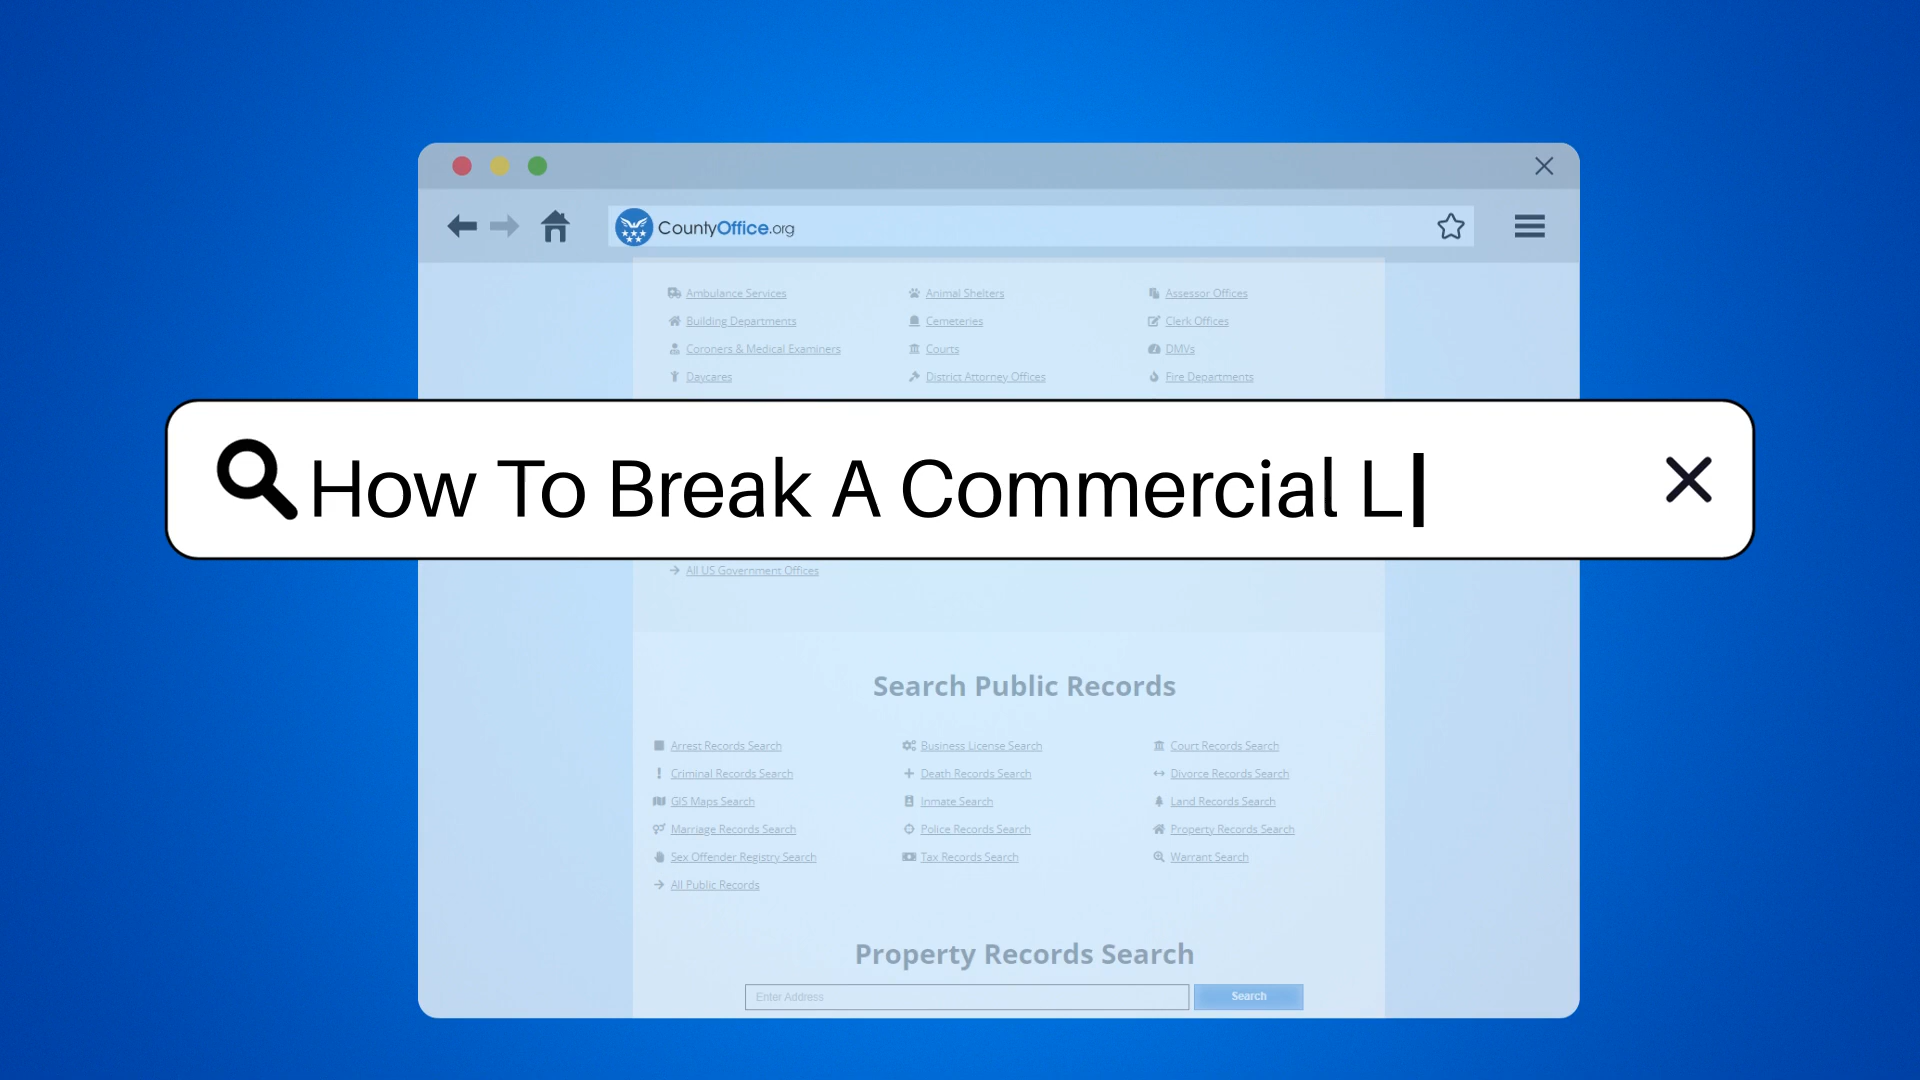 CountyOffice.org
Ambulance Services Animal Shelters Assessor Offices
Building Departments Cemeteries Clerk Offices
Coroners & Medical Examiners Courts DMVs
Daycares District Attorney Offices Fire Departments
How To Break A Commercial L
All US Government Offices
Search Public Records
Arrest Records Search Business License Search Court Records Search
Criminal Records Search Death Records Search Divorce Records Search
GIS Maps Search Inmate Search Land Records Search
Marriage Records Search Police Records Search Property Records Search
Sex Offender Registry Search Tax Records Search Warrant Search
All Public Records
Property Records Search
Enter Address Search